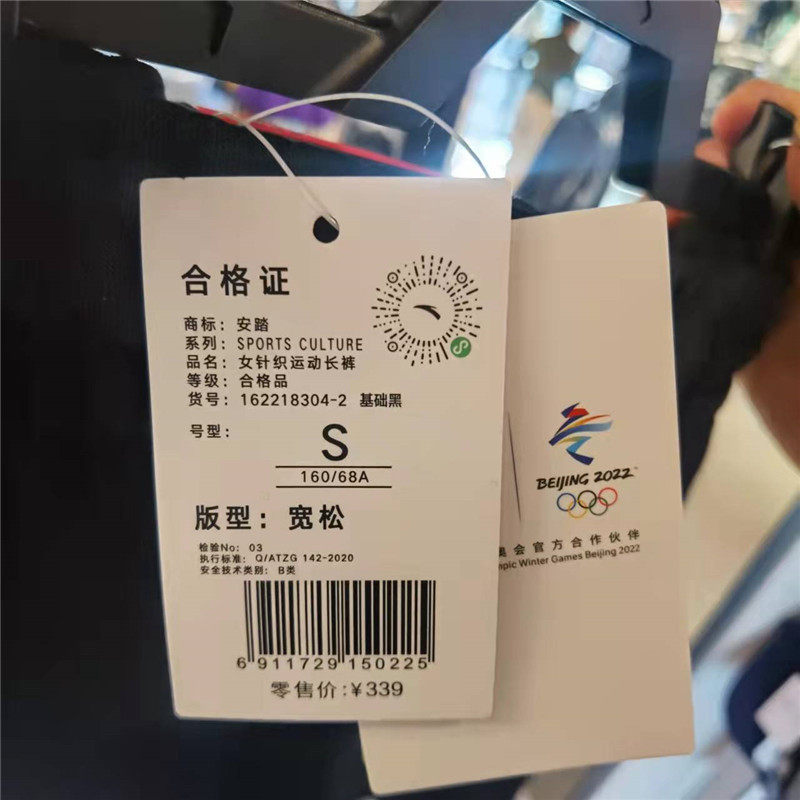 合格证
商标：安踏
系列：SPORTS CULTURE
品名：女针织运动长裤
等级：合格品
货号：162218304-2 基础黑
号型：
S
160/68A
版型：宽松
检验No：03
执行标准：Q/ATZG 142-2020
安全技术类别：B类
6 911729 150225
零售价:¥339
BEIJING 2022™
奥会官方合作伙伴
mpic Winter Games Beijing 2022